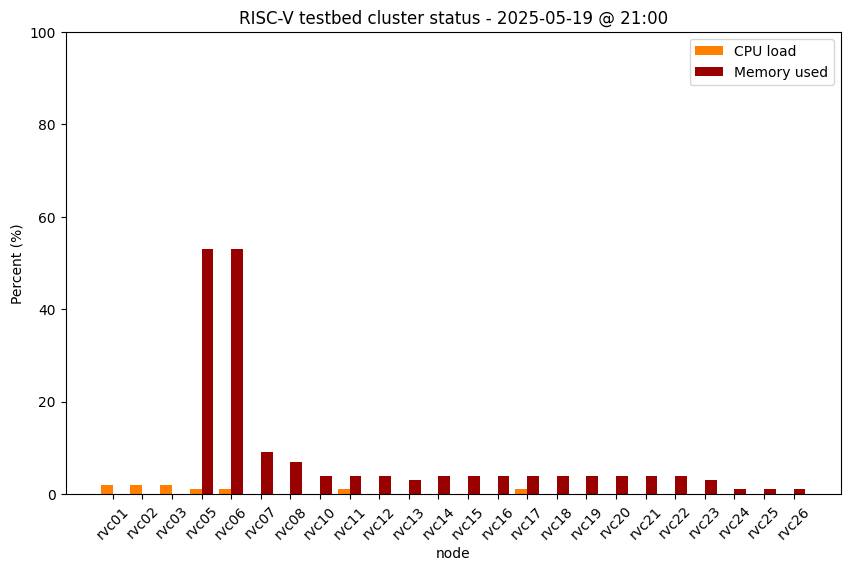 RISC-V testbed cluster status - 2025-05-19 @ 21:00
CPU load
Memory used
Percent (%)
100
80
60
40
20
0
rvc01
rvc02
rvc03
rvc05
rvc06
rvc07
rvc08
rvc10
rvc11
rvc12
rvc13
rvc14
rvc15
rvc16
rvc17
rvc18
rvc19
rvc20
rvc21
rvc22
rvc23
rvc24
rvc25
rvc26
node